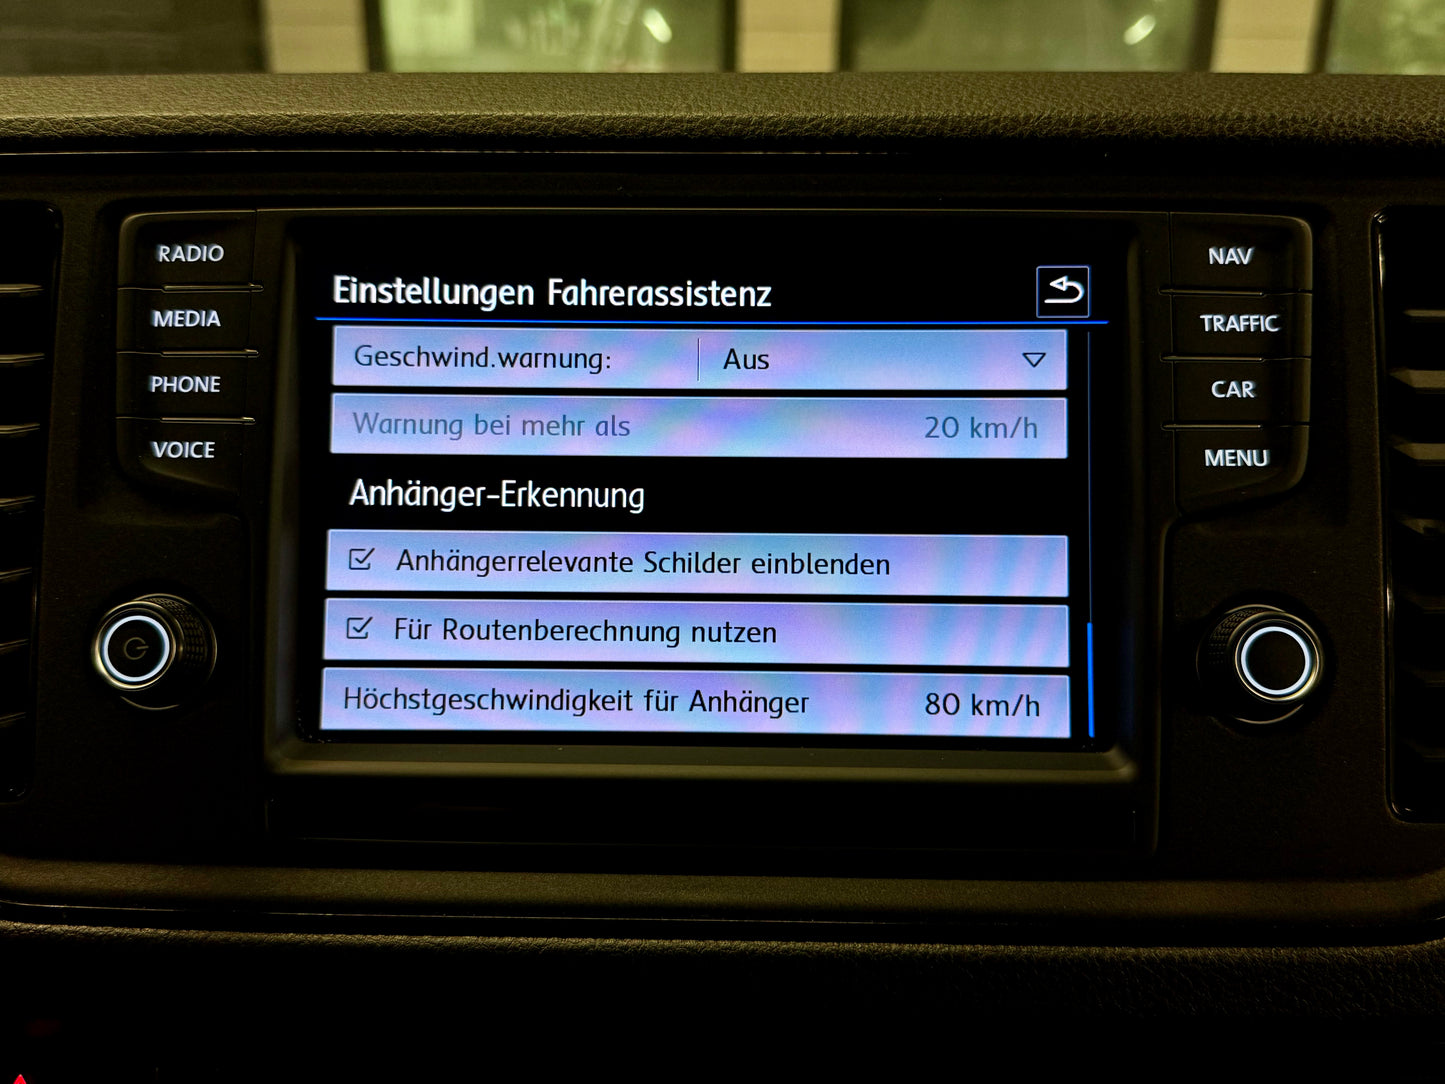 RADIO
MEDIA
PHONE
VOICE
Einstellungen Fahrerassistenz
Geschwind.warnung: Aus
Warnung bei mehr als 20 km/h
Anhänger-Erkennung
Anhängerrelevante Schilder einblenden
Für Routenberechnung nutzen
Höchstgeschwindigkeit für Anhänger 80 km/h
NAV
TRAFFIC
CAR
MENU